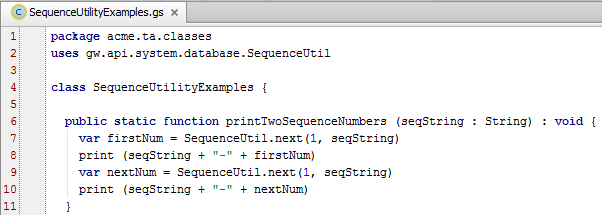 SequenceUtilityExamples.gs
1 package acme.ta.classes
2 uses gw.api.system.database.SequenceUtil
3
4 class SequenceUtilityExamples {
5
6 public static function printTwoSequenceNumbers (seqString : String) : void {
7 var firstNum = SequenceUtil.next(1, seqString)
8 print (seqString + "-" + firstNum)
9 var nextNum = SequenceUtil.next(1, seqString)
10 print (seqString + "-" + nextNum)
11 }